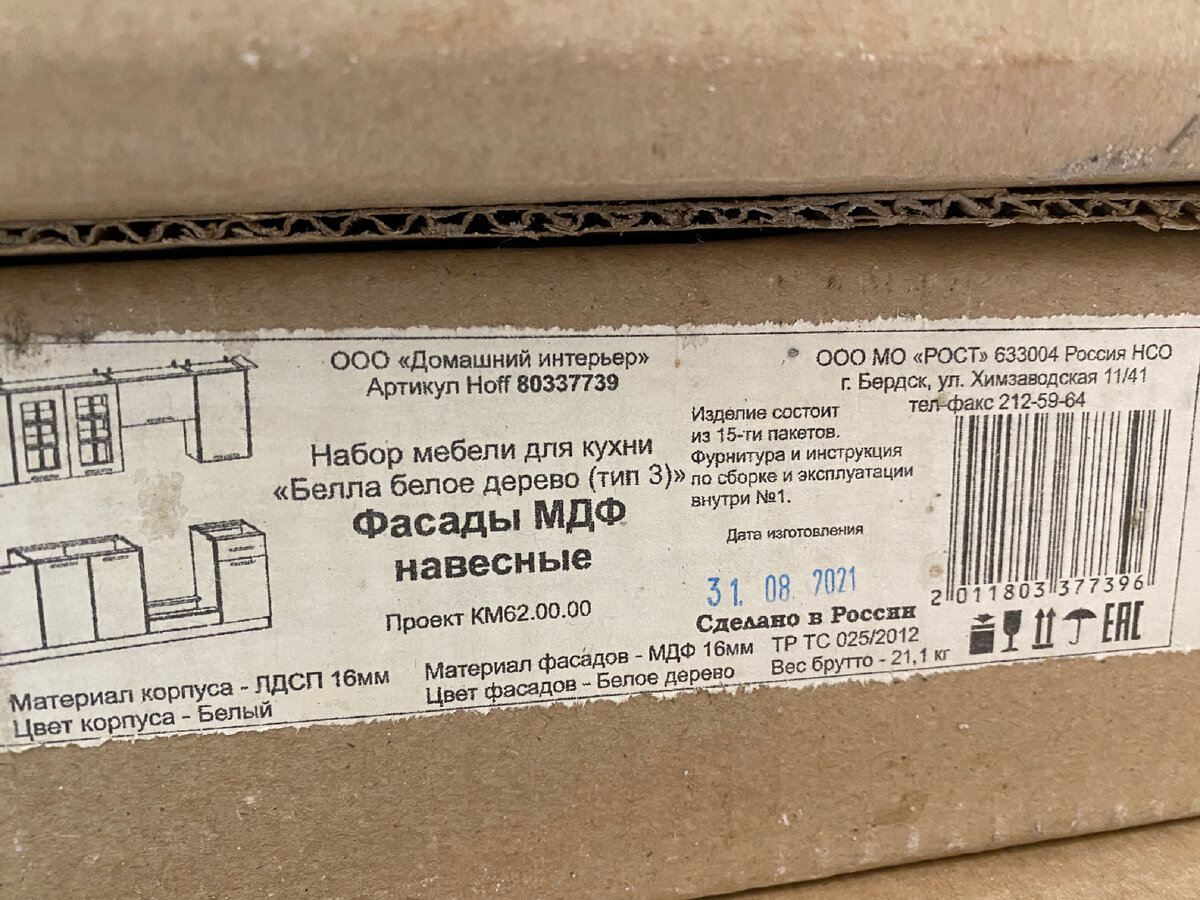 ООО «Домашний интерьер»
Артикул Hoff 80337739
Набор мебели для кухни
«Белла белое дерево (тип 3)»
Фасады МДФ
навесные
Проект КМ62.00.00
Материал корпуса - ЛДСП 16мм
Цвет корпуса - Белый
Материал фасадов - МДФ 16мм
Цвет фасадов - Белое дерево
ООО МО «РОСТ» 633004 Россия НСО
г. Бердск, ул. Химзаводская 11/41
тел-факс 212-59-64
Изделие состоит
из 15-ти пакетов.
Фурнитура и инструкция
по сборке и эксплуатации
внутри №1.
Дата изготовления
31. 08. 2021
Сделано в России
ТР ТС 025/2012
Вес брутто - 21,1 кг
2 011803 377396
ЕАС